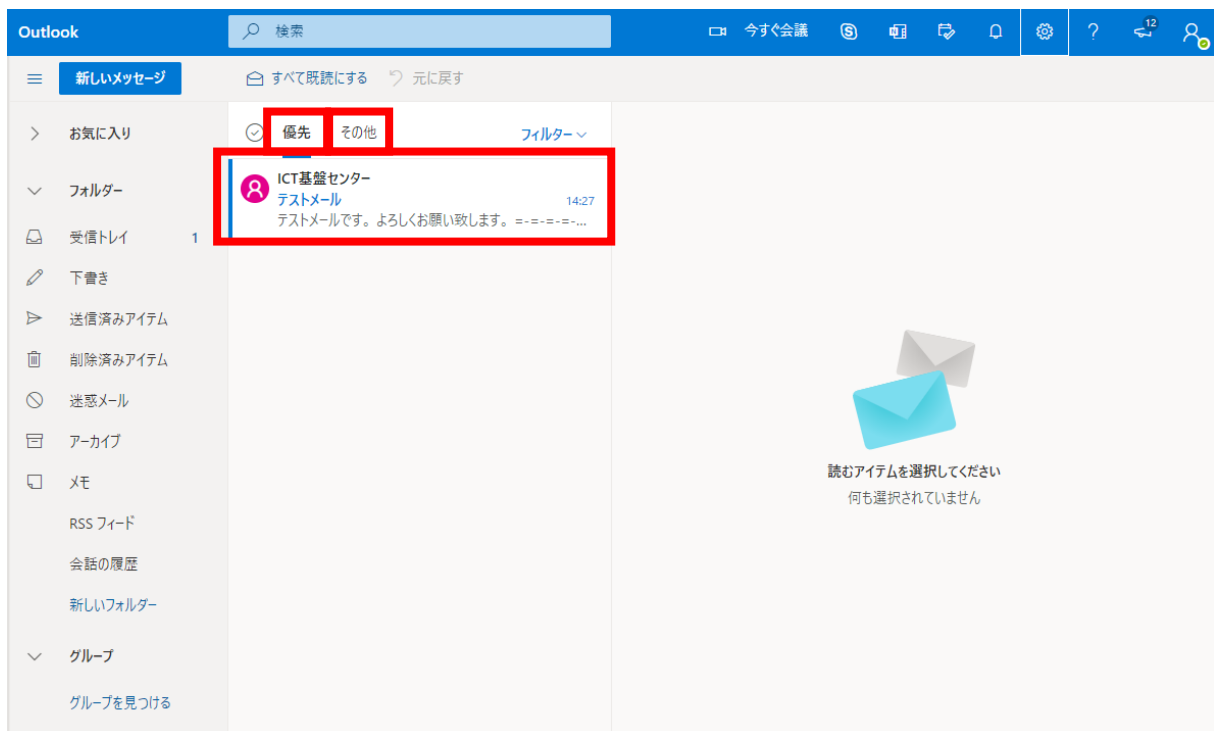 Outlook
検索
今すぐ会議
12
新しいメッセージ
すべて既読にする
元に戻す
お気に入り
フォルダー
受信トレイ 1
下書き
送信済みアイテム
削除済みアイテム
迷惑メール
アーカイブ
メモ
RSS フィード
会話の履歴
新しいフォルダー
グループ
グループを見つける
優先
その他
フィルター
ICT基盤センター
テストメール 14:27
テストメールです。よろしくお願い致します。 =-=-=-=-...
読むアイテムを選択してください
何も選択されていません